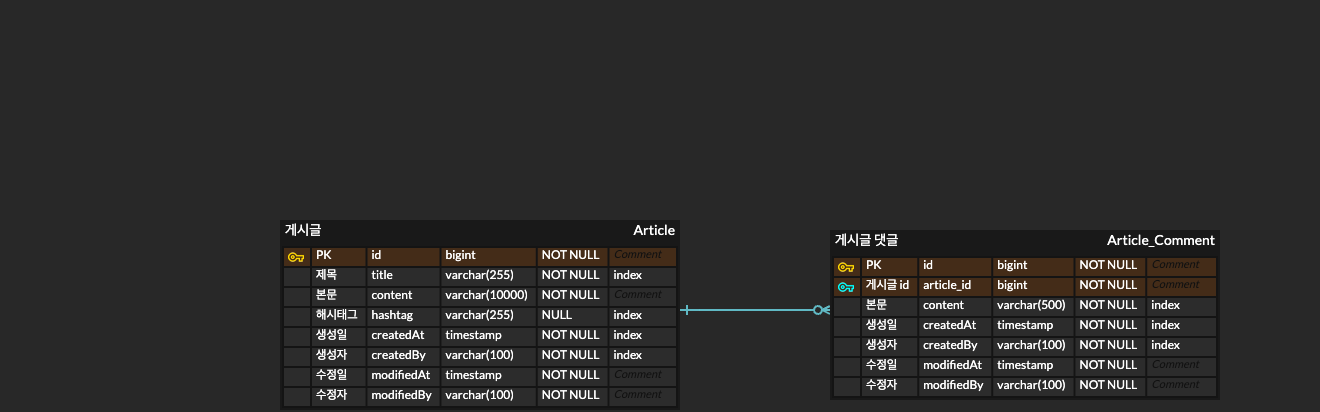 게시글 Article
PK id bigint NOT NULL Comment
제목 title varchar(255) NOT NULL index
본문 content varchar(10000) NOT NULL Comment
해시태그 hashtag varchar(255) NULL index
생성일 createdAt timestamp NOT NULL index
생성자 createdBy varchar(100) NOT NULL index
수정일 modifiedAt timestamp NOT NULL Comment
수정자 modifiedBy varchar(100) NOT NULL Comment
게시글 댓글 Article_Comment
PK id bigint NOT NULL Comment
게시글 id article_id bigint NOT NULL Comment
본문 content varchar(500) NOT NULL index
생성일 createdAt timestamp NOT NULL index
생성자 createdBy varchar(100) NOT NULL index
수정일 modifiedAt timestamp NOT NULL Comment
수정자 modifiedBy varchar(100) NOT NULL Comment